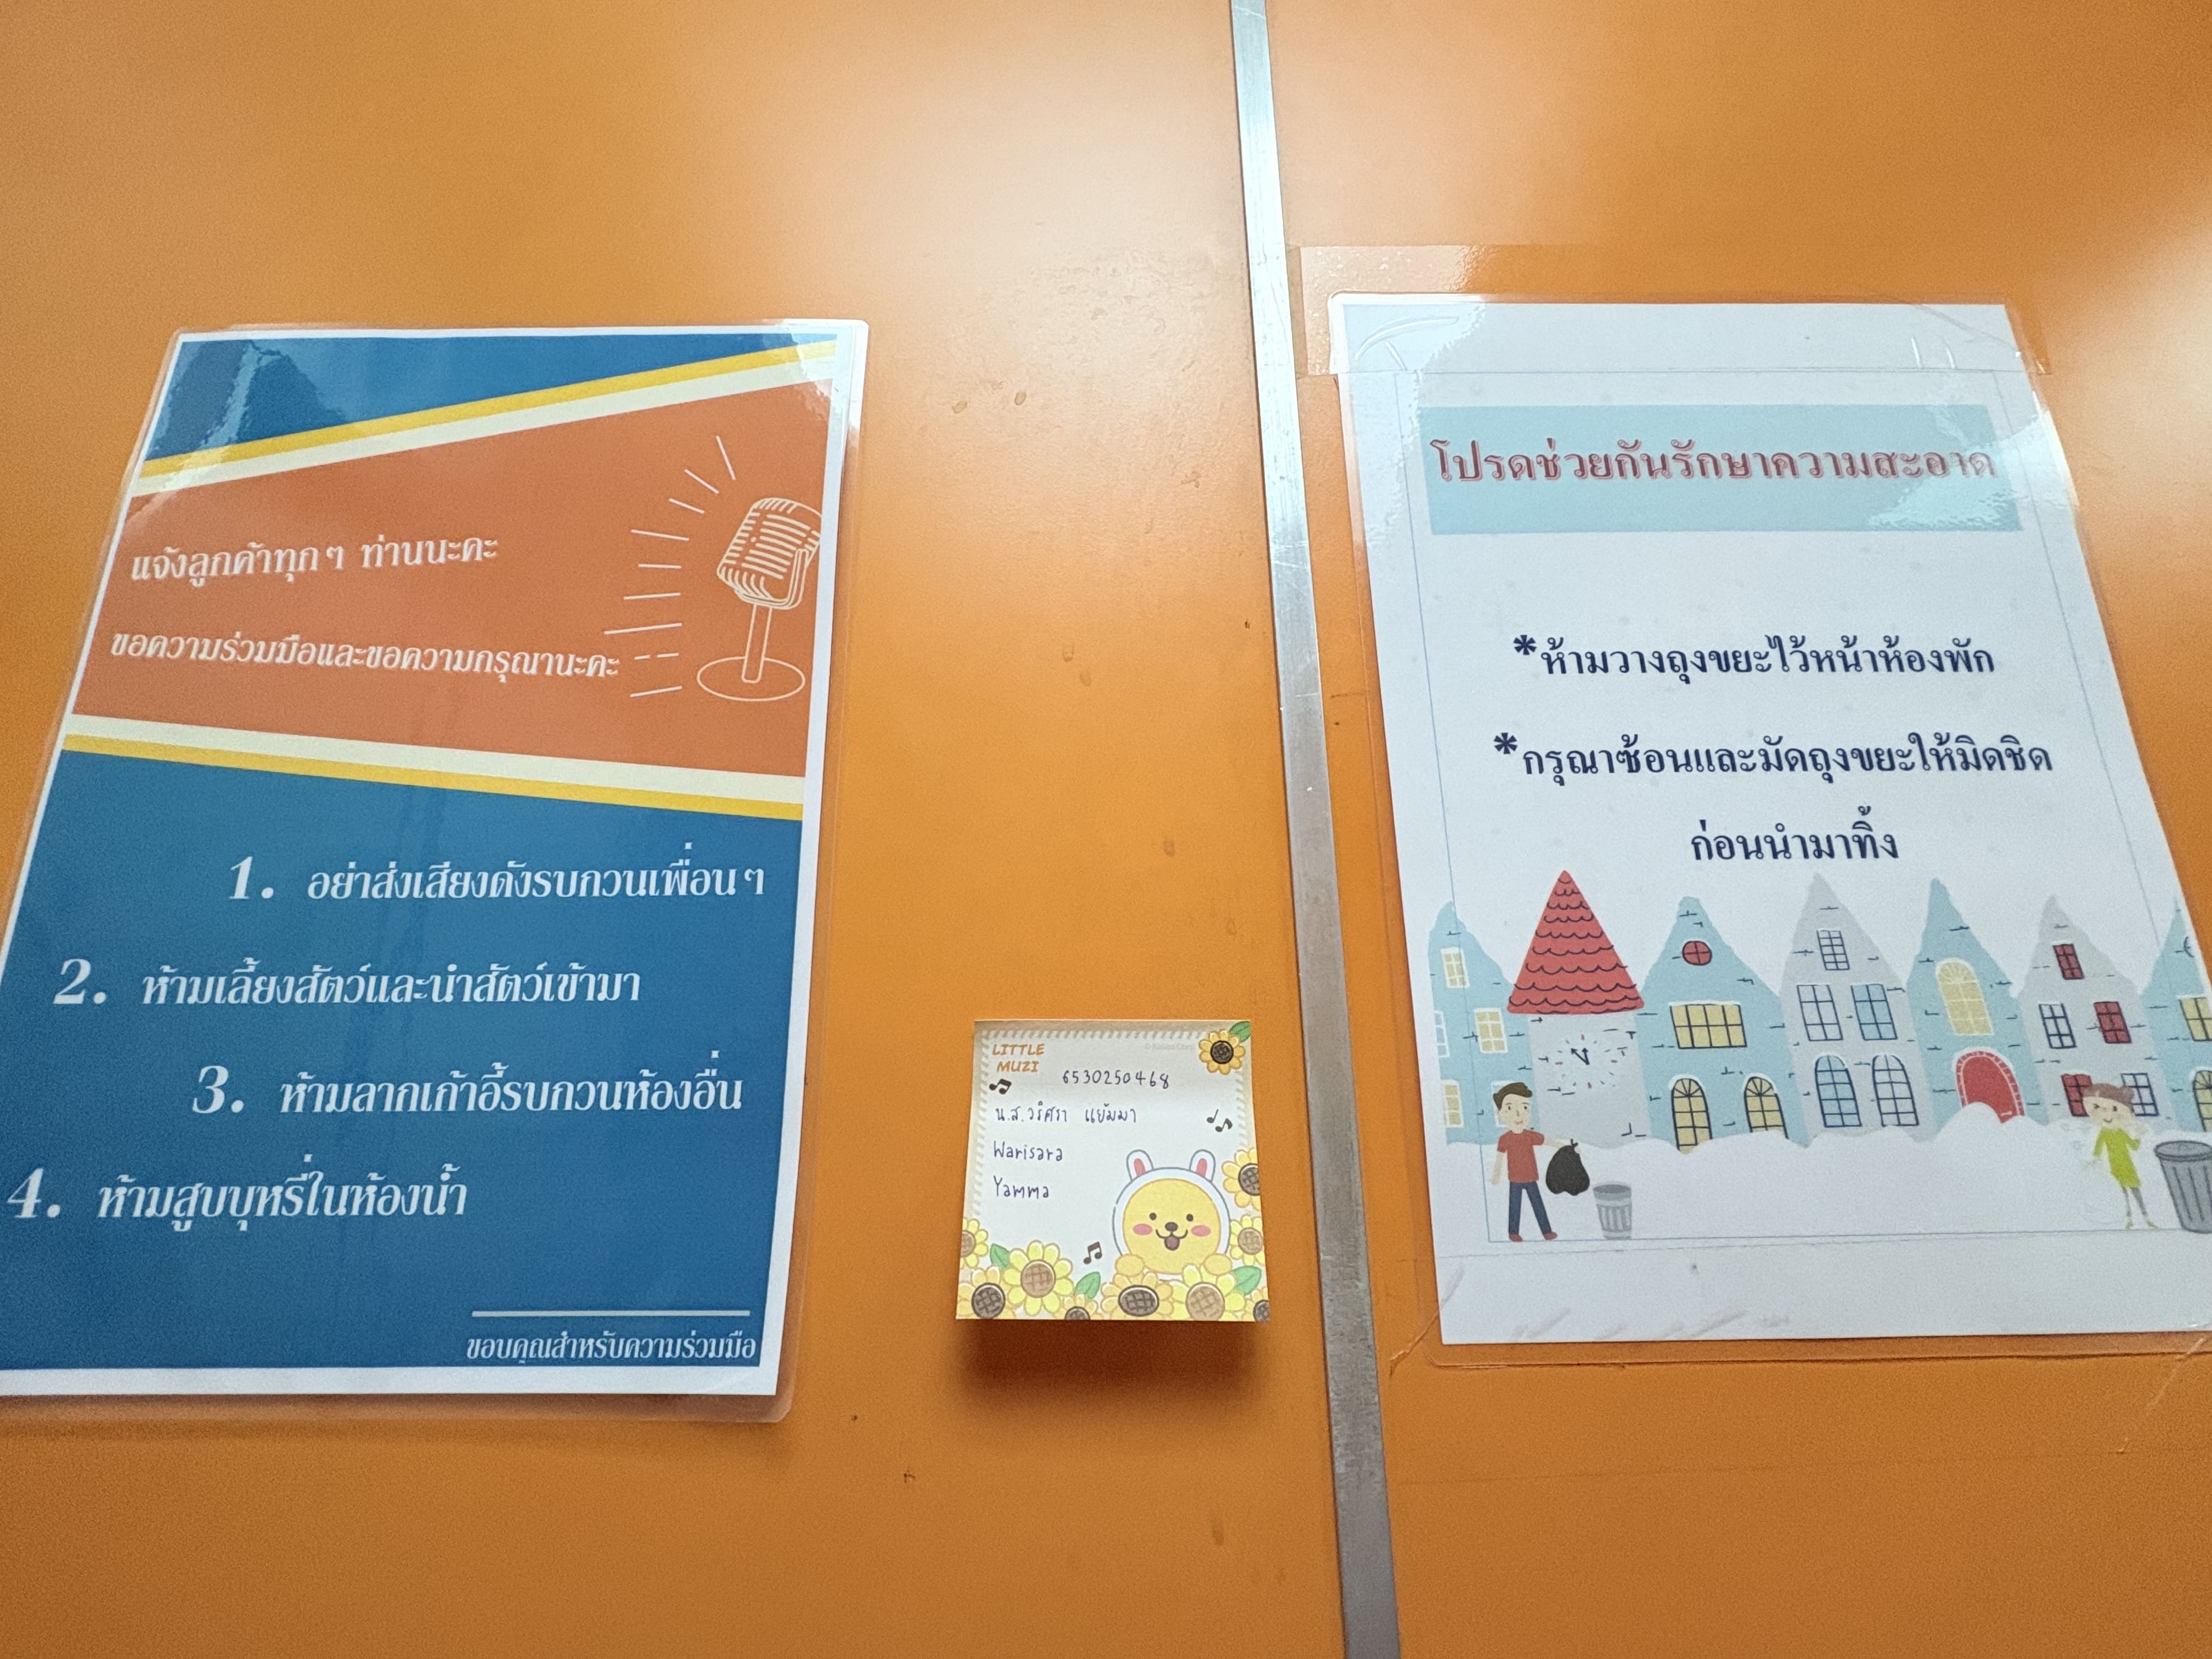 แจ้งลูกค้าทุกๆ ท่านนะคะ
ขอความร่วมมือและขอความกรุณานะคะ
1. อย่าส่งเสียงดังรบกวนเพื่อนๆ
2. ห้ามเลี้ยงสัตว์และนำสัตว์เข้ามา
3. ห้ามลากเก้าอี้รบกวนห้องอื่น
4. ห้ามสูบบุหรี่ในห้องน้ำ
ขอบคุณสำหรับความร่วมมือ
LITTLE
MUZI
6530250468
น.ส.วริศรา แย้มมา
Warisara
Yamma
โปรดช่วยกันรักษาความสะอาด
*ห้ามวางถุงขยะไว้หน้าห้องพัก
*กรุณาซ้อนและมัดถุงขยะให้มิดชิด
ก่อนนำมาทิ้ง